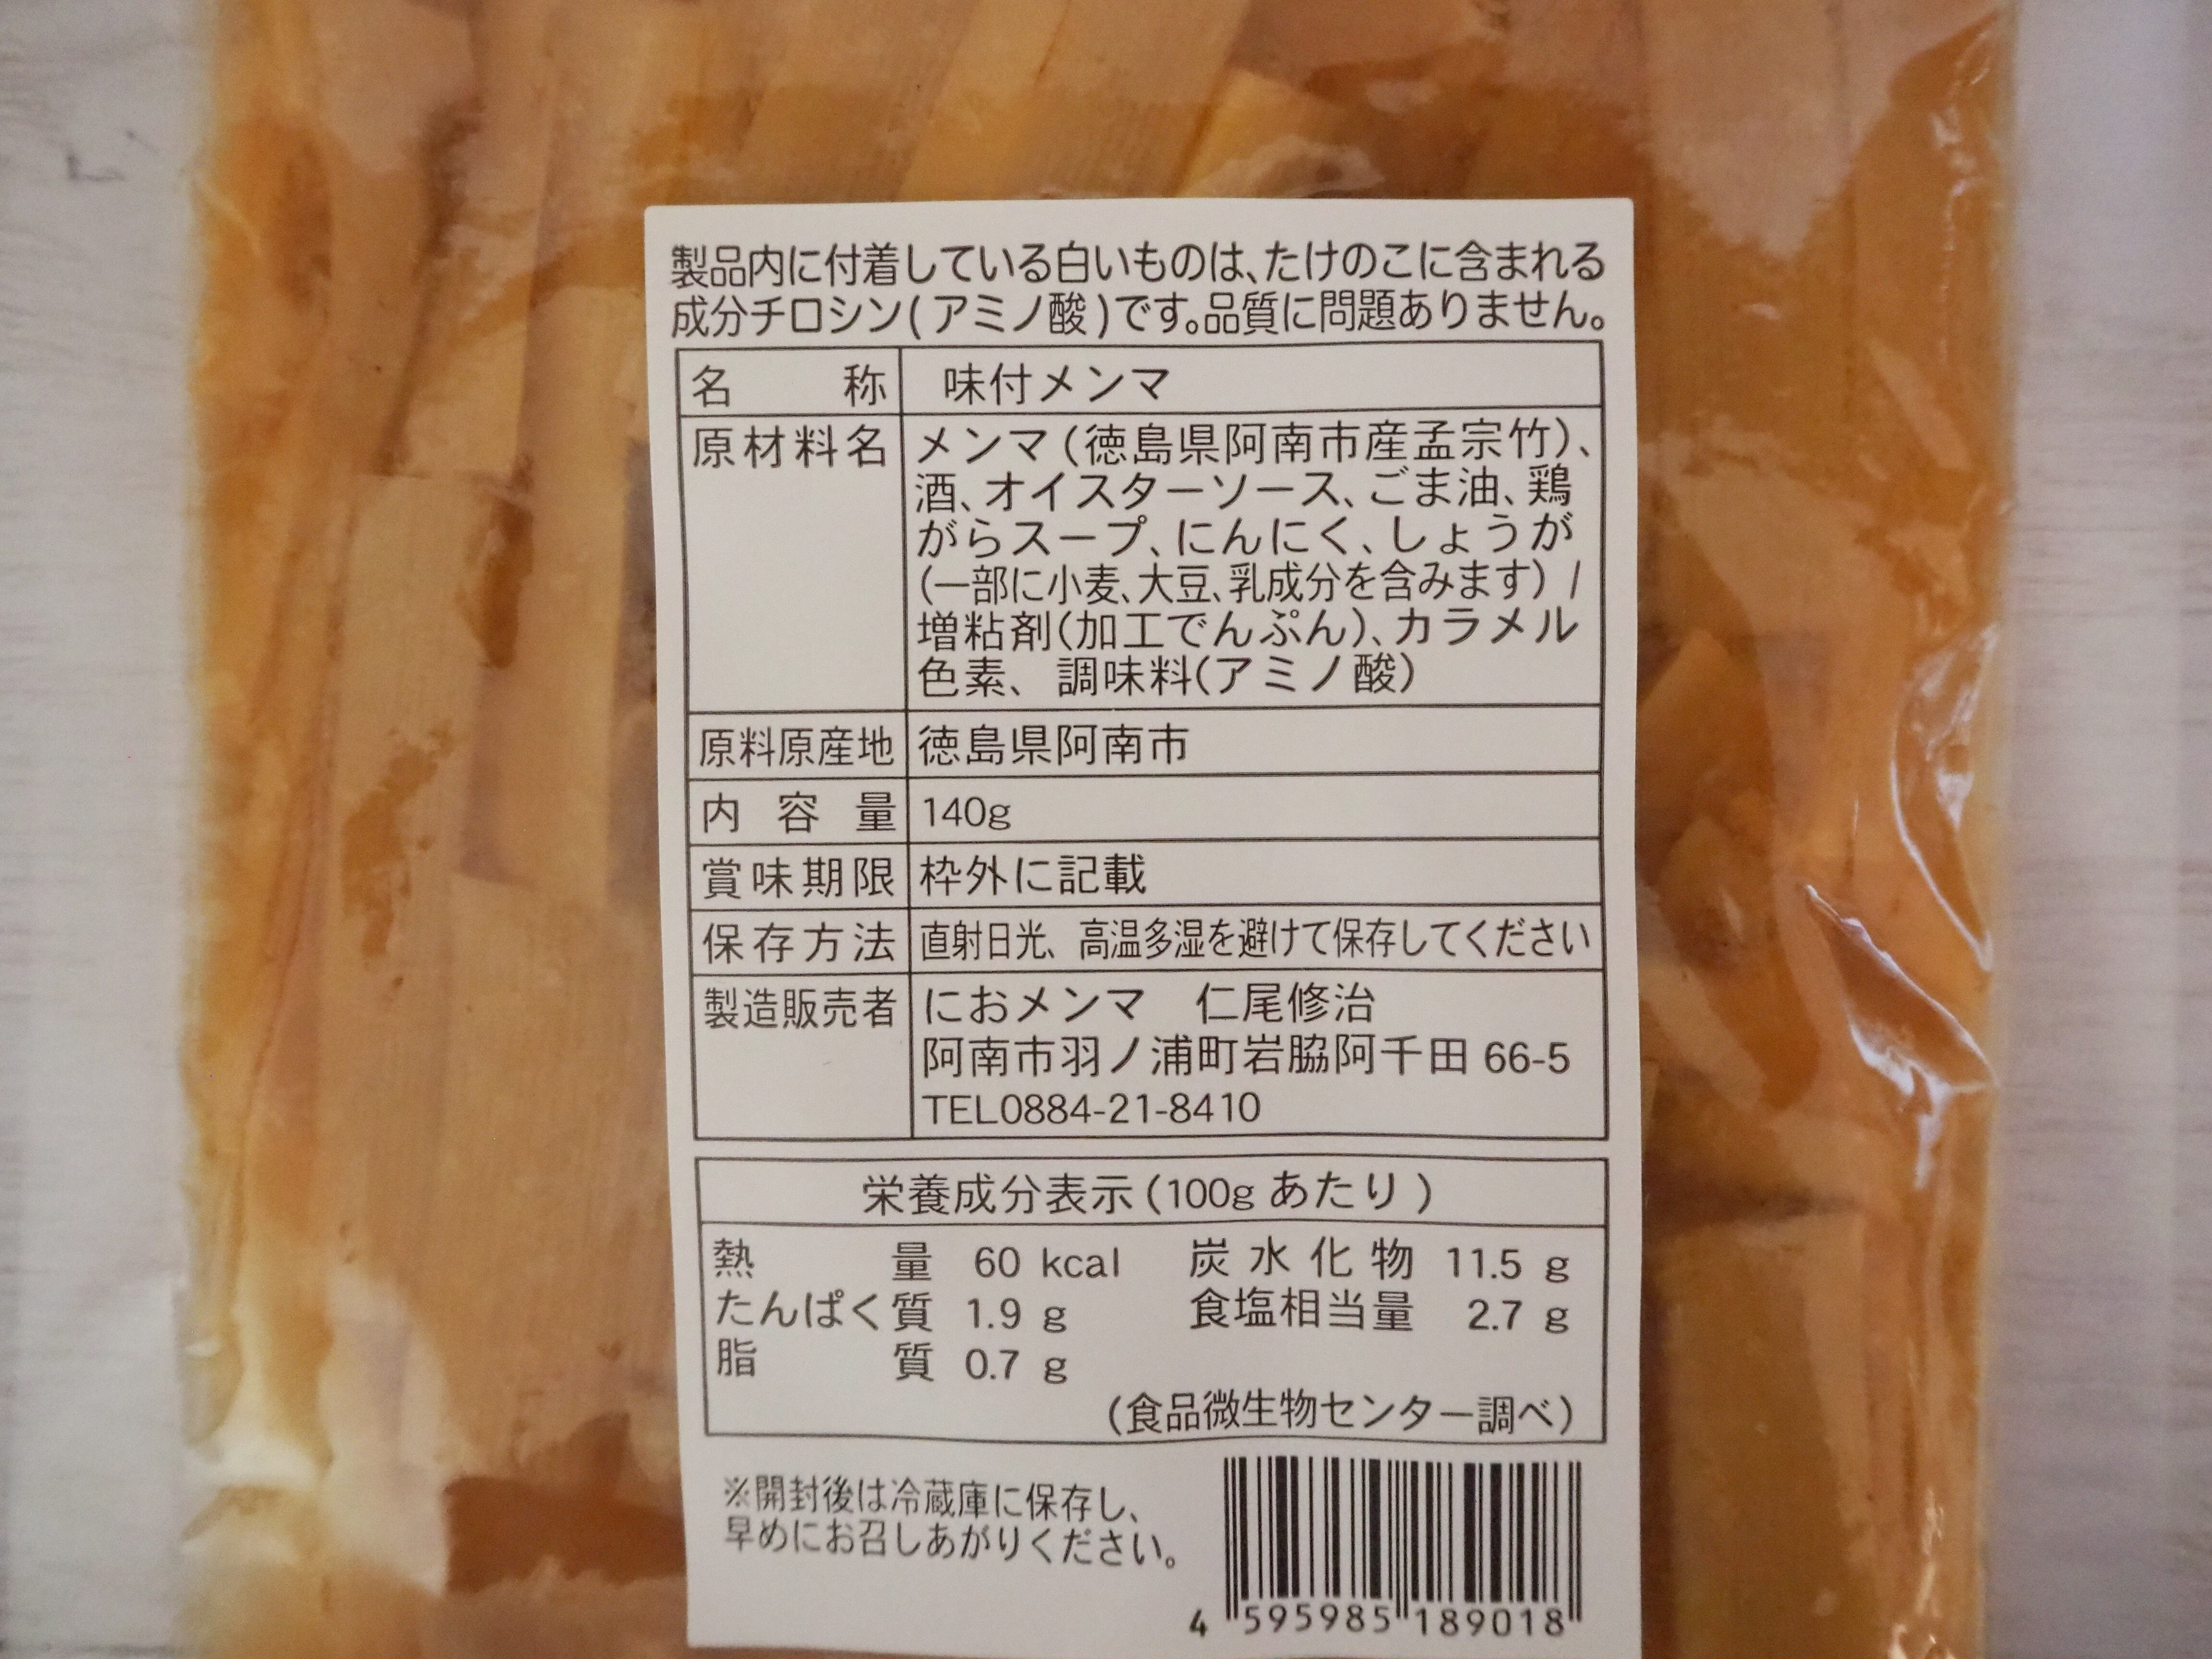 製品内に付着している白いものは、たけのこに含まれる
成分チロシン(アミノ酸)です。品質に問題ありません。
名称 味付メンマ
原材料名 メンマ(徳島県阿南市産孟宗竹)、
酒、オイスターソース、ごま油、鶏
がらスープ、にんにく、しょうが
(一部に小麦、大豆、乳成分を含みます) /
増粘剤(加工でんぷん)、カラメル
色素、調味料(アミノ酸)
原料原産地 徳島県阿南市
内容量 140g
賞味期限 枠外に記載
保存方法 直射日光、高温多湿を避けて保存してください
製造販売者 におメンマ 仁尾修治
阿南市羽ノ浦町岩脇阿千田 66-5
TEL0884-21-8410
栄養成分表示(100gあたり)
熱量 60 kcal 炭水化物 11.5 g
たんぱく質 1.9 g 食塩相当量 2.7 g
脂質 0.7 g
(食品微生物センター調べ)
※開封後は冷蔵庫に保存し、
早めにお召しあがりください。
4 595985 189018